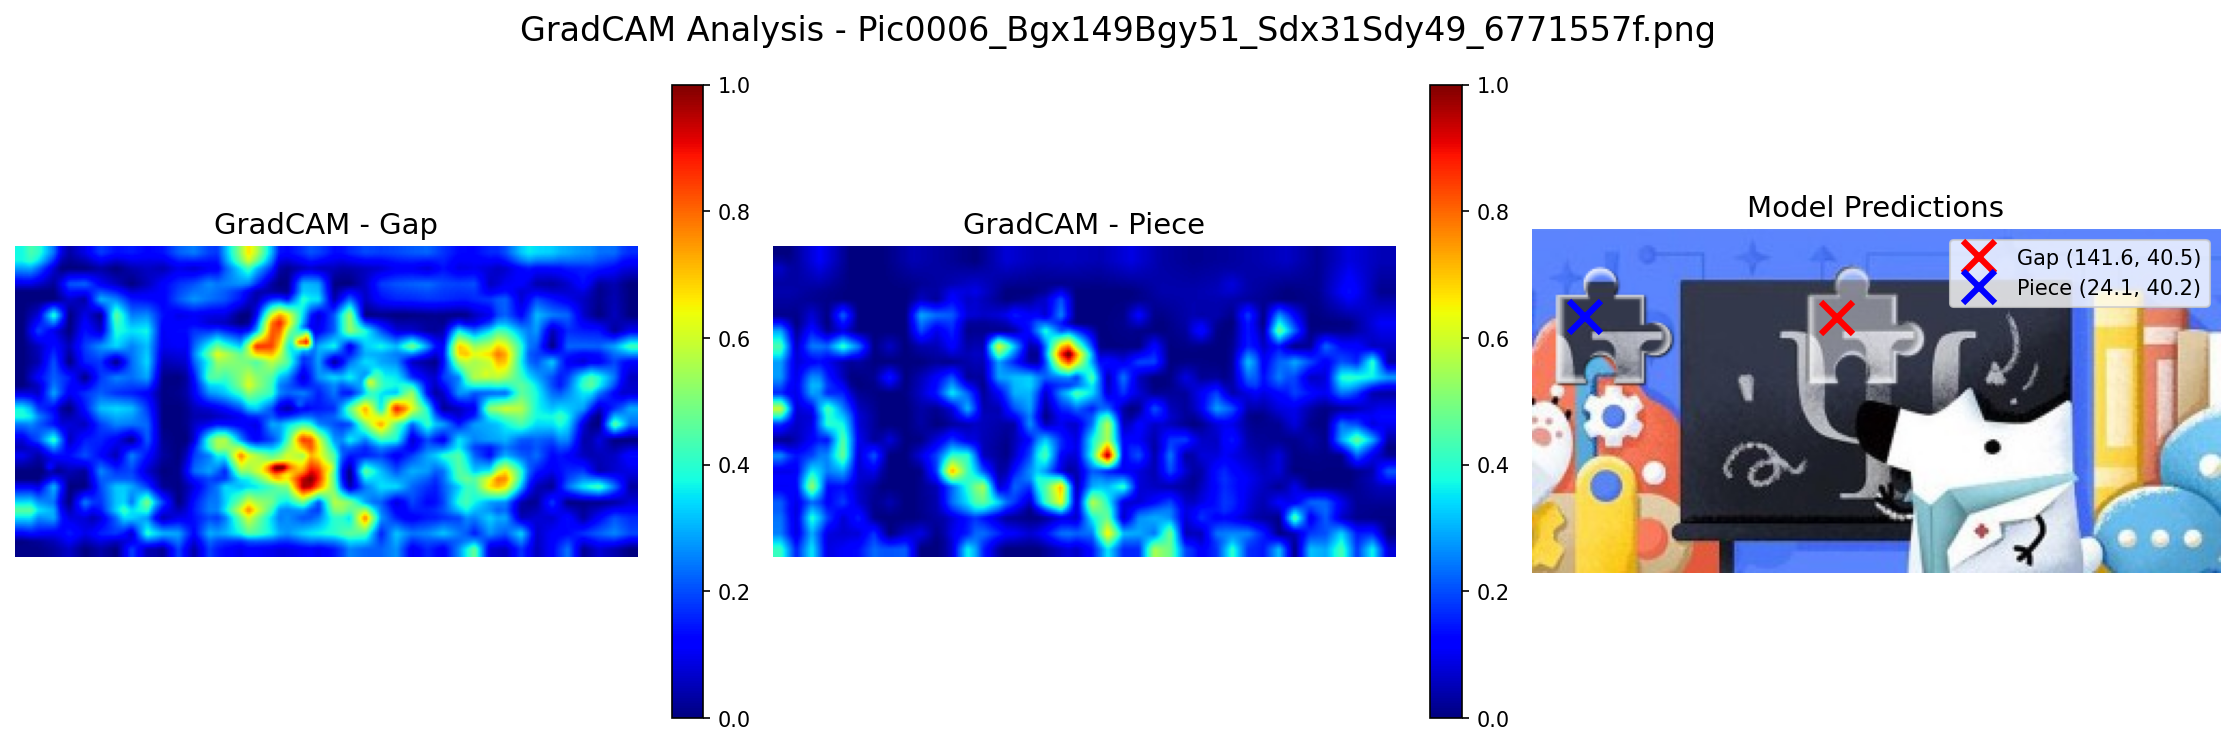 GradCAM Analysis - Pic0006_Bgx149Bgy51_Sdx31Sdy49_6771557f.png
GradCAM - Gap
1.0
0.8
0.6
0.4
0.2
0.0
GradCAM - Piece
1.0
0.8
0.6
0.4
0.2
0.0
Model Predictions
Gap (141.6, 40.5)
Piece (24.1, 40.2)
Ψ